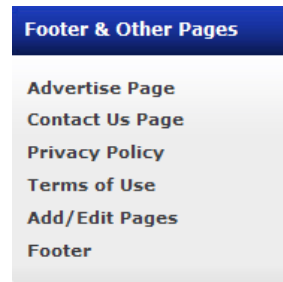 Footer & Other Pages
Advertise Page
Contact Us Page
Privacy Policy
Terms of Use
Add/Edit Pages
Footer